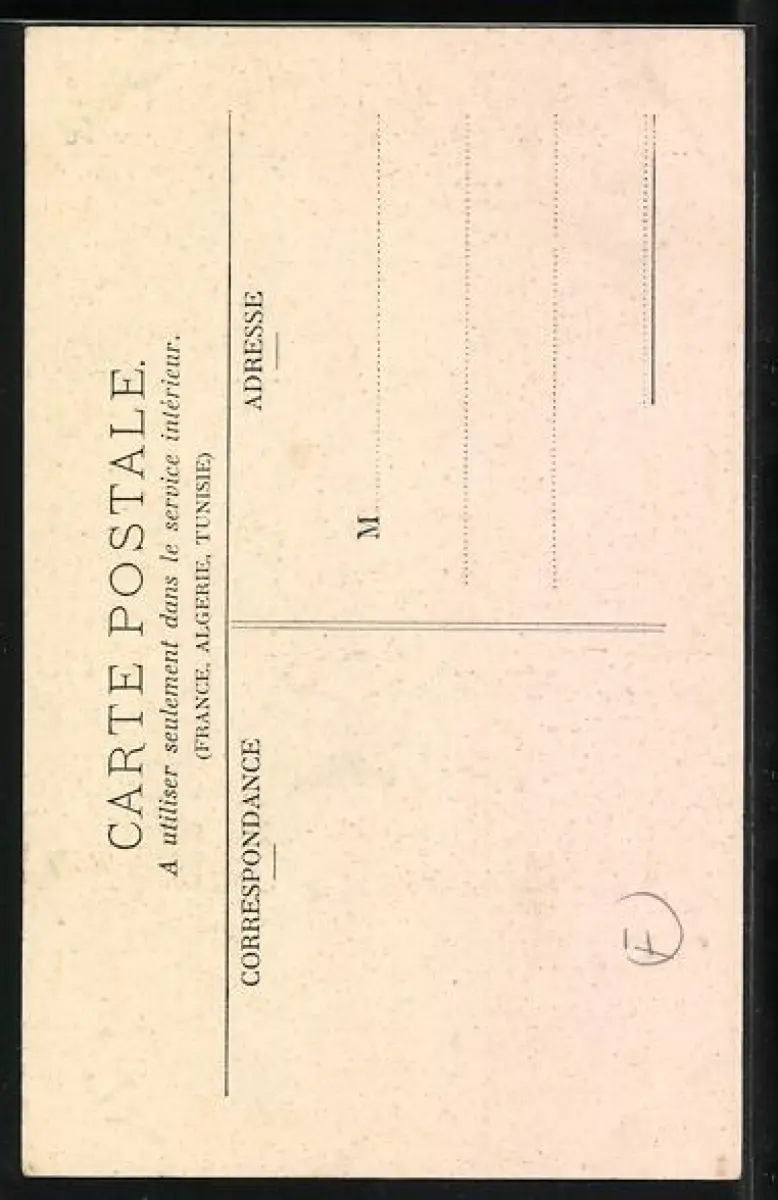 CARTE POSTALE.
A utiliser seulement dans le service intérieur.
(FRANCE, ALGERIE, TUNISIE)
CORRESPONDANCE
ADRESSE
M
F